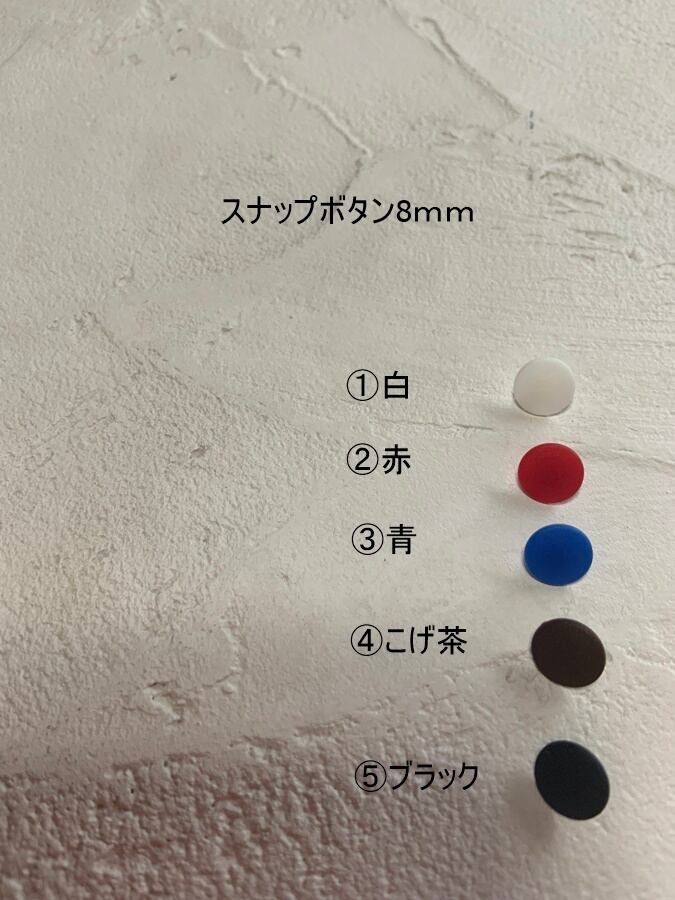 スナップボタン8mm
①白
②赤
③青
④こげ茶
⑤ブラック